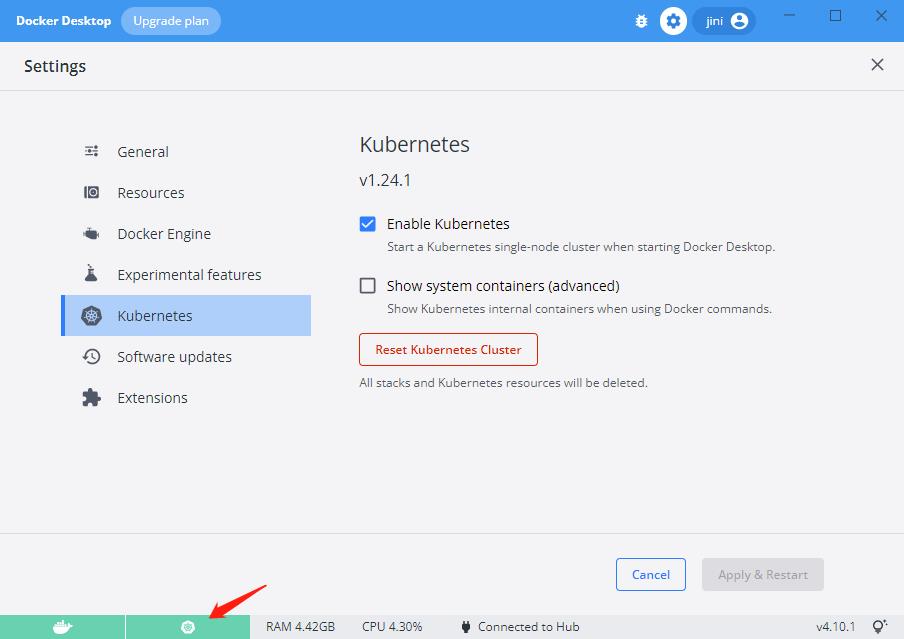 Docker Desktop Upgrade plan jini
Settings
General
Resources
Docker Engine
Experimental features
Kubernetes
Software updates
Extensions
Kubernetes
v1.24.1
Enable Kubernetes
Start a Kubernetes single-node cluster when starting Docker Desktop.
Show system containers (advanced)
Show Kubernetes internal containers when using Docker commands.
Reset Kubernetes Cluster
All stacks and Kubernetes resources will be deleted.
Cancel Apply & Restart
RAM 4.42GB CPU 4.30% Connected to Hub v4.10.1